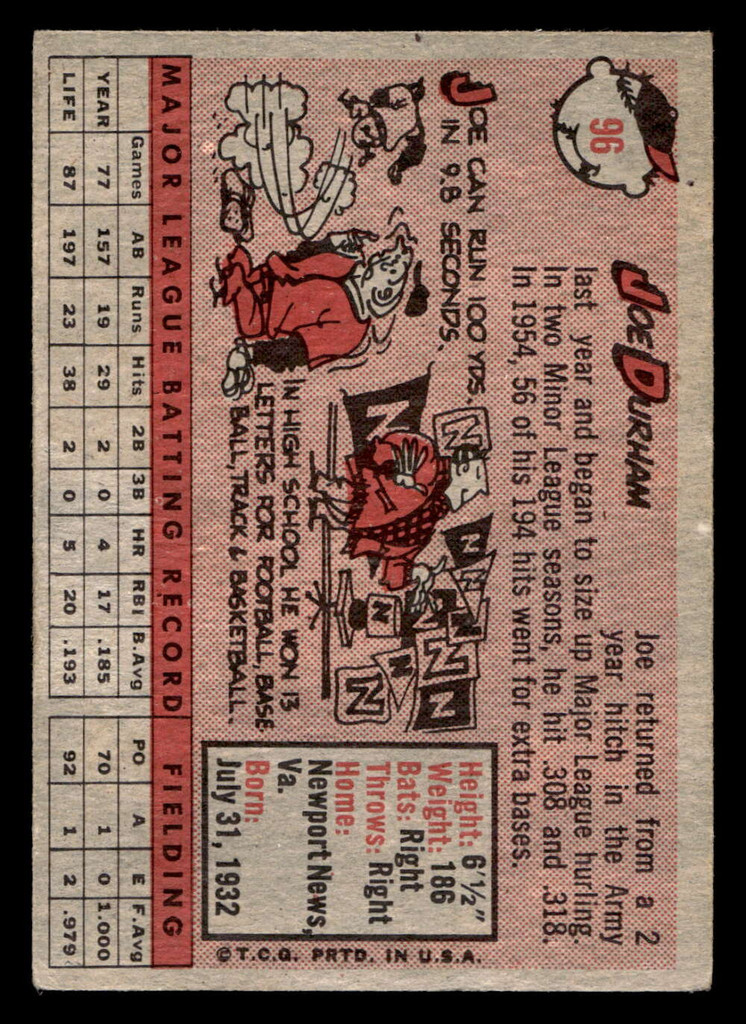 96
JOE DURHAM
Joe returned from a 2
year hitch in the Army
last year and began to size up Major League hurling.
In two Minor League seasons, he hit .308 and .318.
In 1954, 56 of his 194 hits went for extra bases.
JOE CAN RUN 100 YDS.
IN 9.8 SECONDS.
N
N
N
N
N
N
N
N
N
N
N
IN HIGH SCHOOL HE WON 13
LETTERS FOR FOOTBALL, BASE
BALL, TRACK & BASKETBALL.
Height: 6'½"
Weight: 186
Bats: Right
Throws: Right
Home:
Newport News,
Va.
Born:
July 31, 1932
© T.C.G. PRTD. IN U.S.A.
MAJOR LEAGUE BATTING RECORD FIELDING
Games AB Runs Hits 2B 3B HR RBI B.Avg PO A E F.Avg
YEAR 77 157 19 29 2 0 4 17 .185 70 1 0 1.000
LIFE 87 197 23 38 2 0 5 20 .193 92 1 2 .979